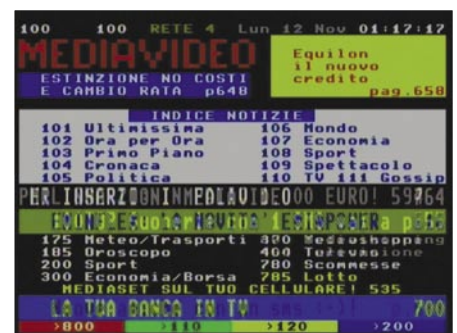 100 100 RETE 4 Lun 12 Nov 01:17:17
MEDIAVIDEO
Equilon
il nuovo
credito
pag.658
ESTINZIONE NO COSTI
E CAMBIO RATA p648
INDICE NOTIZIE
101 Ultimissima 106 Mondo
102 Ora per Ora 107 Economia
103 Primo Piano 108 Sport
104 Cronaca 109 Spettacolo
105 Politica 110 TV 111 Gossip
EURO!
175 Meteo/Trasporti
185 Oroscopo 400
200 Sport 780 Scommesse
300 Economia/Borsa 785 Lotto
MEDIASET SUL TUO CELLULARE! 535
LA TUA BANCA IN TV 700
>800 >110 >120 >200